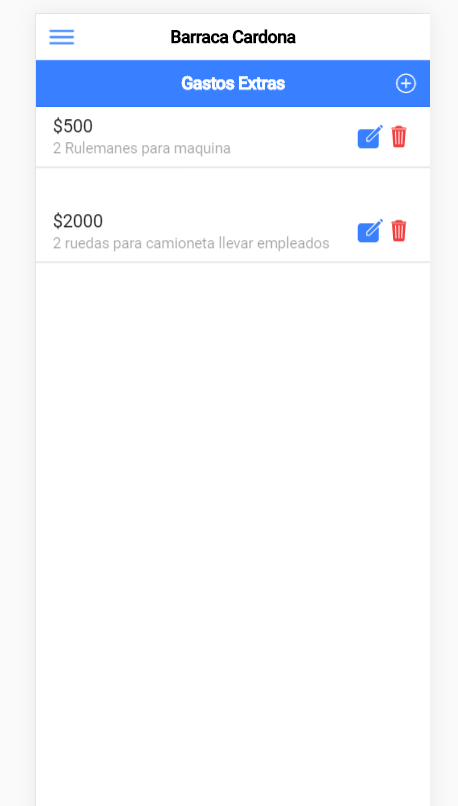 Barraca Cardona
Gastos Extras
$500
2 Rulemanes para maquina
$2000
2 ruedas para camioneta llevar empleados